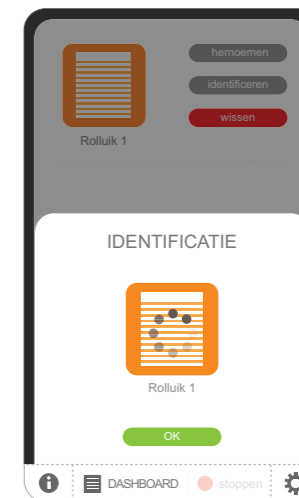 hernoemen
identificeren
wissen
Rolluik 1
IDENTIFICATIE
Rolluik 1
OK
DASHBOARD stoppen